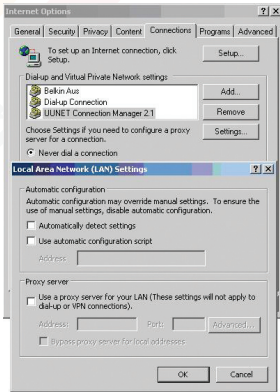 Internet Options
General Security Privacy Content Connections Programs Advanced
To set up an Internet connection, click
Setup.
Setup...
Dial-up and Virtual Private Network settings
Belkin Aus
Dial-up Connection
UUNET Connection Manager 2.1
Add...
Remove
Choose Settings if you need to configure a proxy
server for a connection.
Settings...
Never dial a connection
Local Area Network (LAN) Settings
Automatic configuration
Automatic configuration may override manual settings. To ensure the
use of manual settings, disable automatic configuration.
Automatically detect settings
Use automatic configuration script
Address
Proxy server
Use a proxy server for your LAN (These settings will not apply to
dial-up or VPN connections).
Address: Port: Advanced...
Bypass proxy server for local addresses
OK Cancel